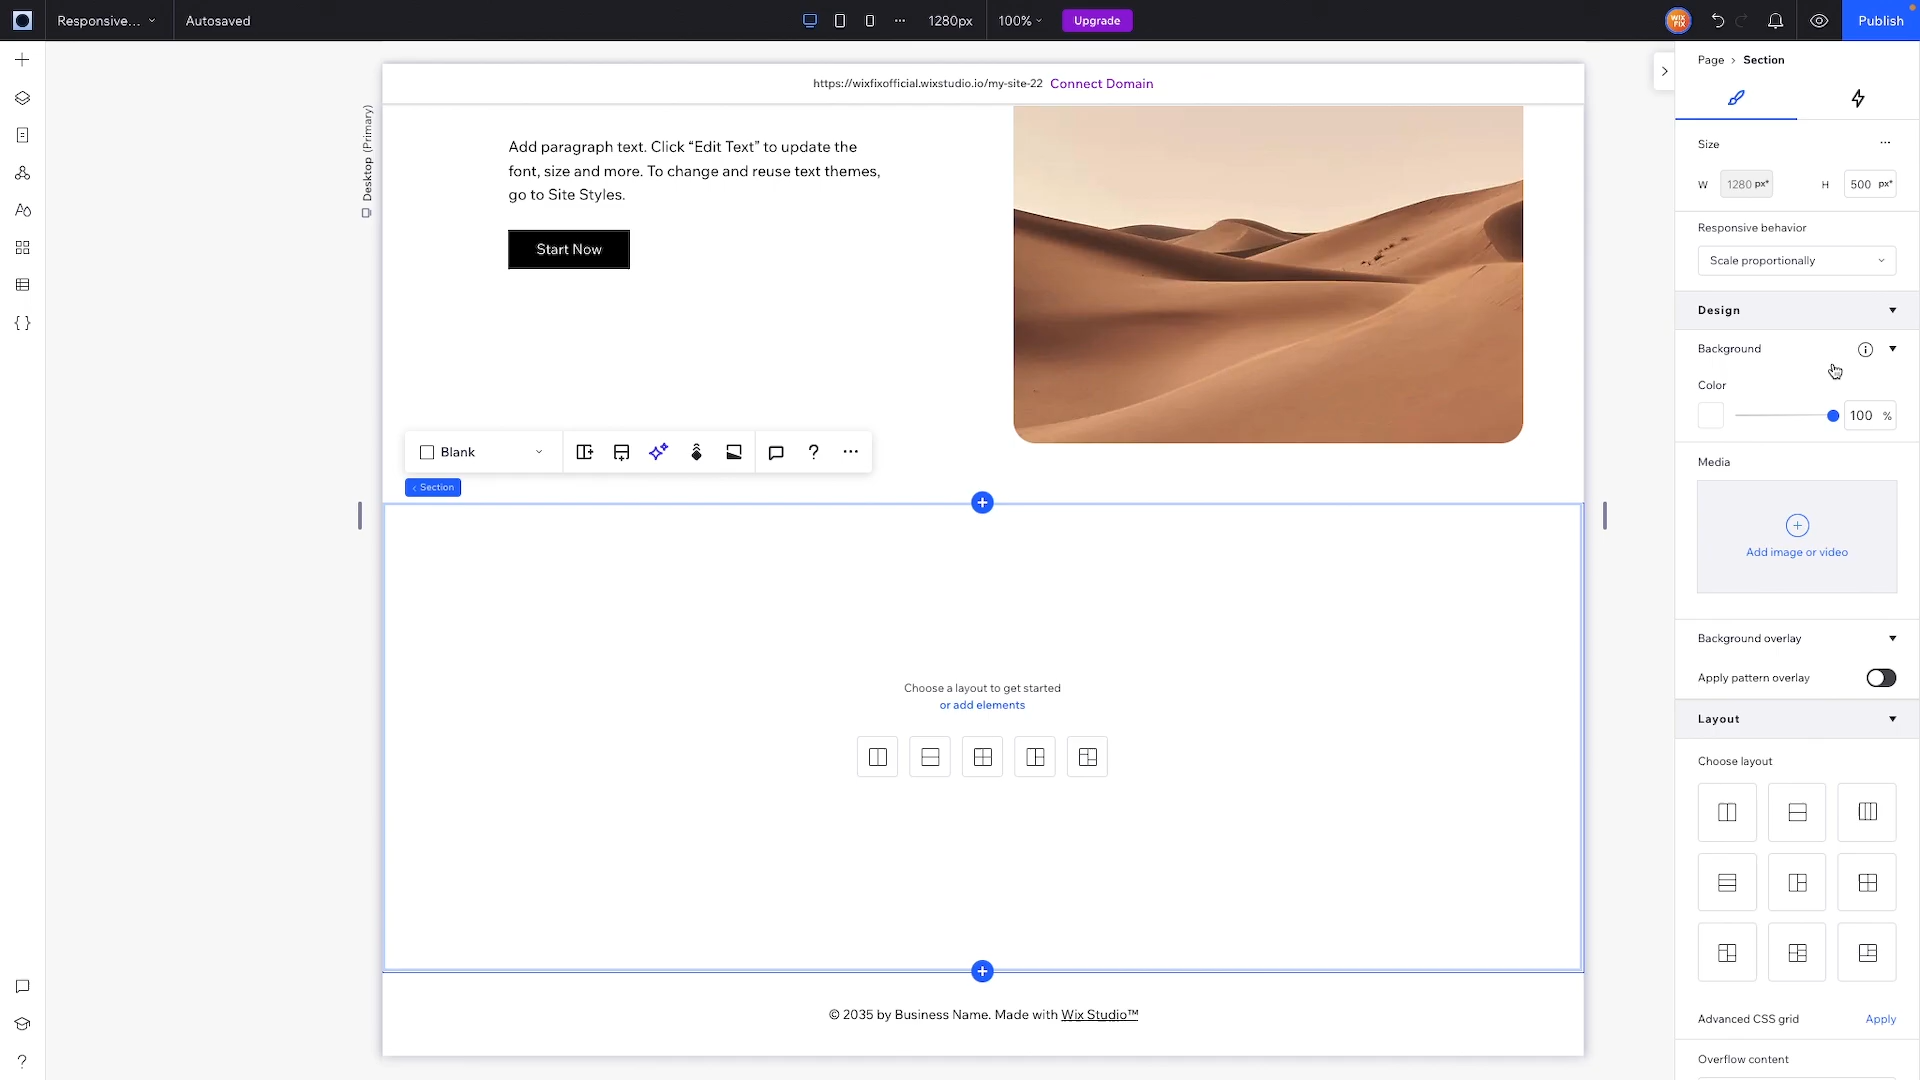 Responsive...
Autosaved
1280px
100%
Upgrade
WIX
FIX
Publish
https://wixfixofficial.wixstudio.io/my-site-22 Connect Domain
Desktop (Primary)
Add paragraph text. Click “Edit Text” to update the
font, size and more. To change and reuse text themes,
go to Site Styles.
Start Now
Blank
?
< Section
Choose a layout to get started
or add elements
© 2035 by Business Name. Made with Wix Studio™
?
Page > Section
Size
W 1280 px*
H 500 px*
Responsive behavior
Scale proportionally
Design
Background
Color
100 %
Media
Add image or video
Background overlay
Apply pattern overlay
Layout
Choose layout
Advanced CSS grid
Apply
Overflow content